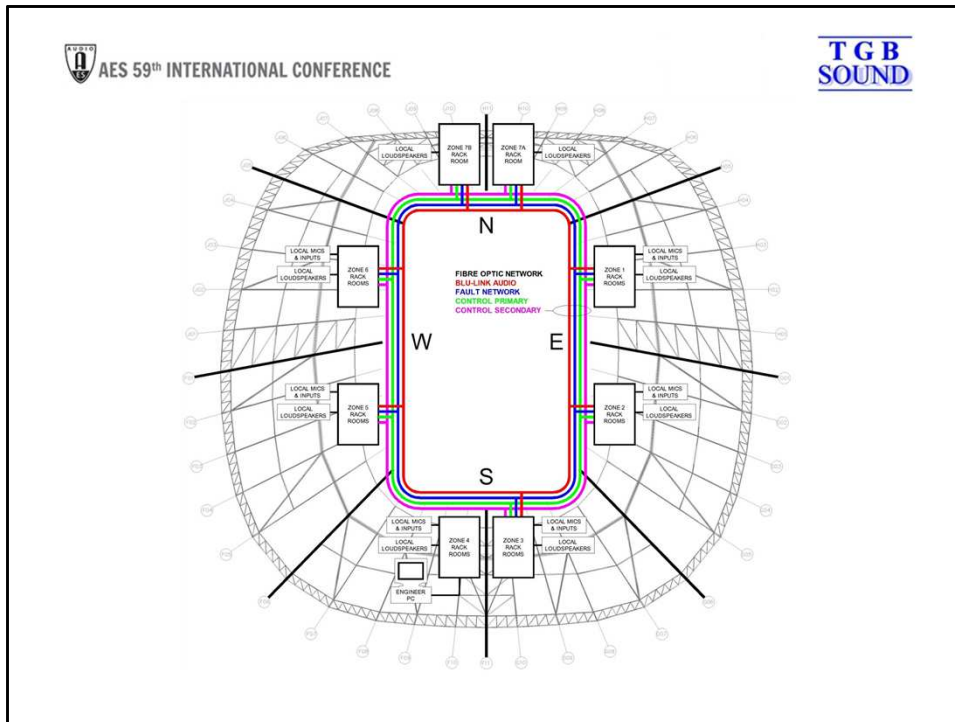 AUDIO
A
ES
AES 59th INTERNATIONAL CONFERENCE
T G B
SOUND
ZONE 7B
RACK
ROOM
ZONE 7A
RACK
ROOM
LOCAL
LOUDSPEAKERS
LOCAL
LOUDSPEAKERS
N
LOCAL MICS
& INPUTS
LOCAL
LOUDSPEAKERS
ZONE 6
RACK
ROOMS
FIBRE OPTIC NETWORK
BLU-LINK AUDIO
FAULT NETWORK
CONTROL PRIMARY
CONTROL SECONDARY
ZONE 1
RACK
ROOMS
LOCAL MICS
& INPUTS
LOCAL
LOUDSPEAKERS
W
E
LOCAL MICS
& INPUTS
LOCAL
LOUDSPEAKERS
ZONE 5
RACK
ROOMS
ZONE 2
RACK
ROOMS
LOCAL MICS
& INPUTS
LOCAL
LOUDSPEAKERS
S
LOCAL MICS
& INPUTS
LOCAL
LOUDSPEAKERS
ENGINEER
PC
ZONE 4
RACK
ROOMS
ZONE 3
RACK
ROOMS
LOCAL MICS
& INPUTS
LOCAL
LOUDSPEAKERS